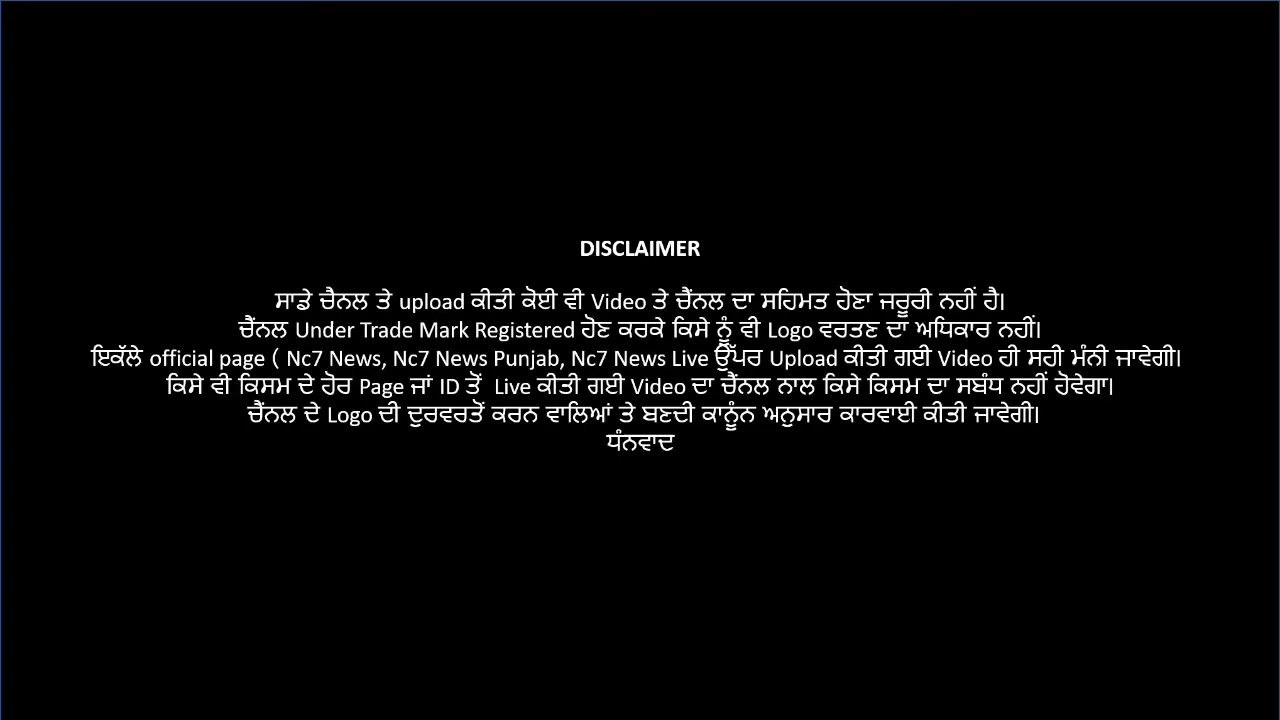 DISCLAIMER
ਸਾਡੇ ਚੈਨਲ ਤੇ upload ਕੀਤੀ ਕੋਈ ਵੀ Video ਤੇ ਚੈਂਨਲ ਦਾ ਸਹਿਮਤ ਹੋਣਾ ਜਰੂਰੀ ਨਹੀਂ ਹੈ।
ਚੈਂਨਲ Under Trade Mark Registered ਹੋਣ ਕਰਕੇ ਕਿਸੇ ਨੂੰ ਵੀ Logo ਵਰਤਣ ਦਾ ਅਧਿਕਾਰ ਨਹੀਂ।
ਇਕੱਲੇ official page ( Nc7 News, Nc7 News Punjab, Nc7 News Live ਉੱਪਰ Upload ਕੀਤੀ ਗਈ Video ਹੀ ਸਹੀ ਮੰਨੀ ਜਾਵੇਗੀ।
ਕਿਸੇ ਵੀ ਕਿਸਮ ਦੇ ਹੋਰ Page ਜਾਂ ID ਤੋਂ Live ਕੀਤੀ ਗਈ Video ਦਾ ਚੈਂਨਲ ਨਾਲ ਕਿਸੇ ਕਿਸਮ ਦਾ ਸਬੰਧ ਨਹੀਂ ਹੋਵੇਗਾ।
ਚੈਂਨਲ ਦੇ Logo ਦੀ ਦੁਰਵਰਤੋਂ ਕਰਨ ਵਾਲਿਆਂ ਤੇ ਬਣਦੀ ਕਾਨੂੰਨ ਅਨੁਸਾਰ ਕਾਰਵਾਈ ਕੀਤੀ ਜਾਵੇਗੀ।
ਧੰਨਵਾਦ